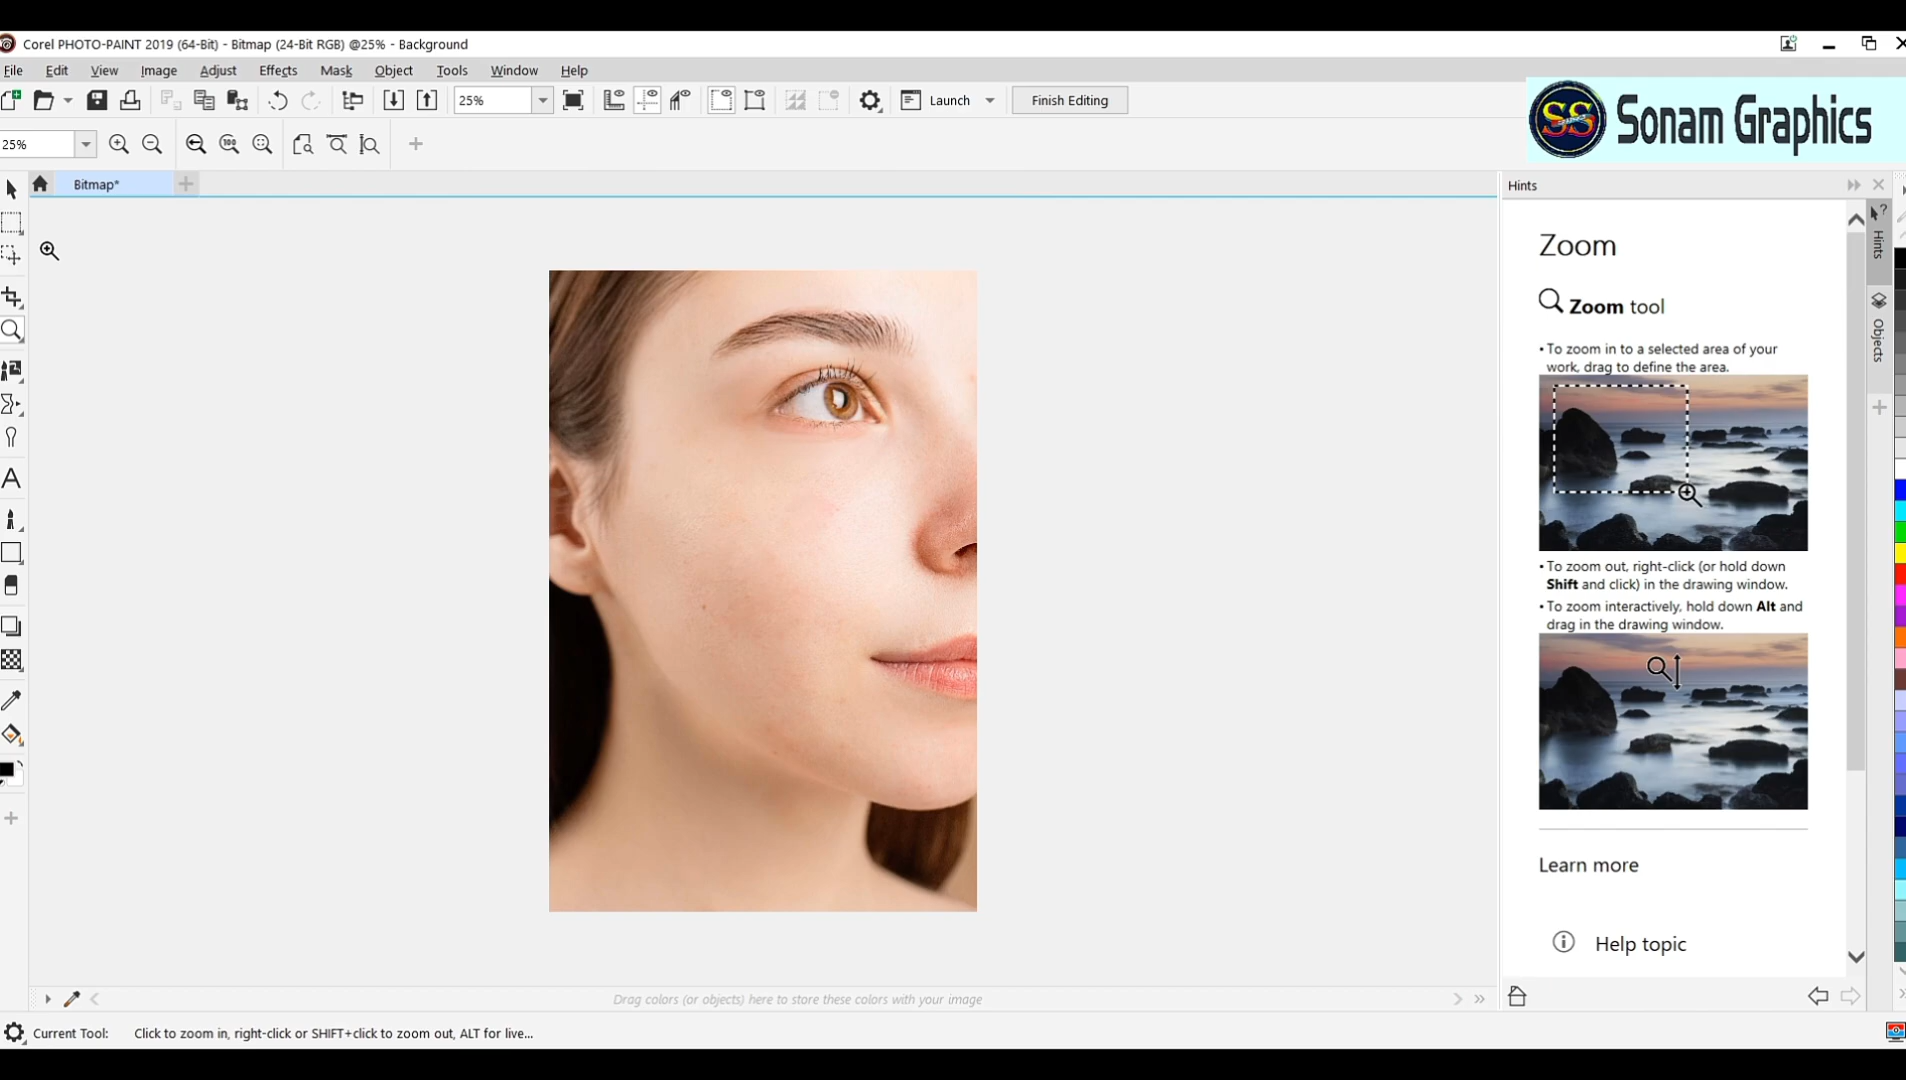 Corel PHOTO-PAINT 2019 (64-Bit) - Bitmap (24-Bit RGB) @25% - Background
File Edit View Image Adjust Effects Mask Object Tools Window Help
25% Launch Finish Editing
25% 100
SS
GRAPHICS
Sonam Graphics
Bitmap*
Hints
Zoom
Zoom tool
• To zoom in to a selected area of your
work, drag to define the area.
• To zoom out, right-click (or hold down
Shift and click) in the drawing window.
• To zoom interactively, hold down Alt and
drag in the drawing window.
Learn more
Help topic
Hints
Objects
Drag colors (or objects) here to store these colors with your image
Current Tool: Click to zoom in, right-click or SHIFT+click to zoom out, ALT for live...